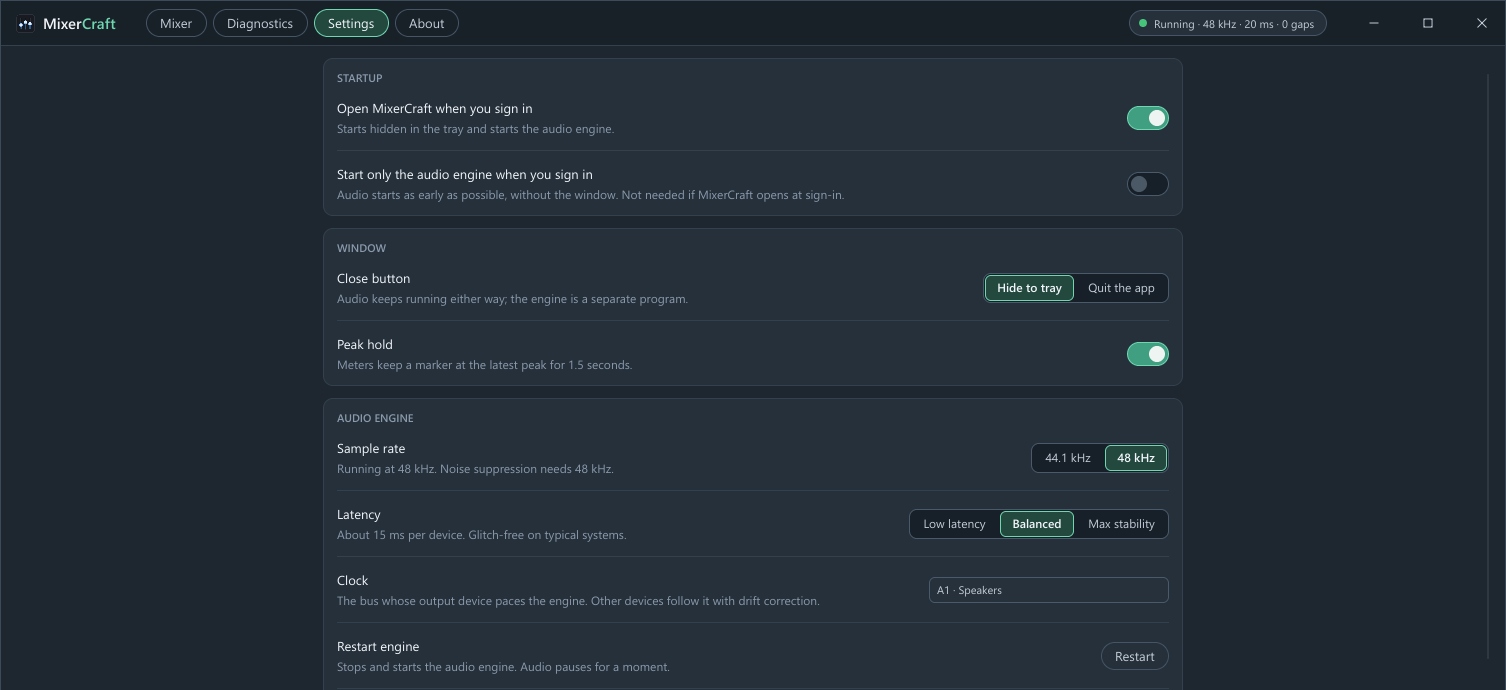 MixerCraft
Mixer
Diagnostics
Settings
About
Running · 48 kHz · 20 ms · 0 gaps
STARTUP
Open MixerCraft when you sign in
Starts hidden in the tray and starts the audio engine.
Start only the audio engine when you sign in
Audio starts as early as possible, without the window. Not needed if MixerCraft opens at sign-in.
WINDOW
Close button
Audio keeps running either way; the engine is a separate program.
Hide to tray
Quit the app
Peak hold
Meters keep a marker at the latest peak for 1.5 seconds.
AUDIO ENGINE
Sample rate
Running at 48 kHz. Noise suppression needs 48 kHz.
44.1 kHz
48 kHz
Latency
About 15 ms per device. Glitch-free on typical systems.
Low latency
Balanced
Max stability
Clock
The bus whose output device paces the engine. Other devices follow it with drift correction.
A1 · Speakers
Restart engine
Stops and starts the audio engine. Audio pauses for a moment.
Restart